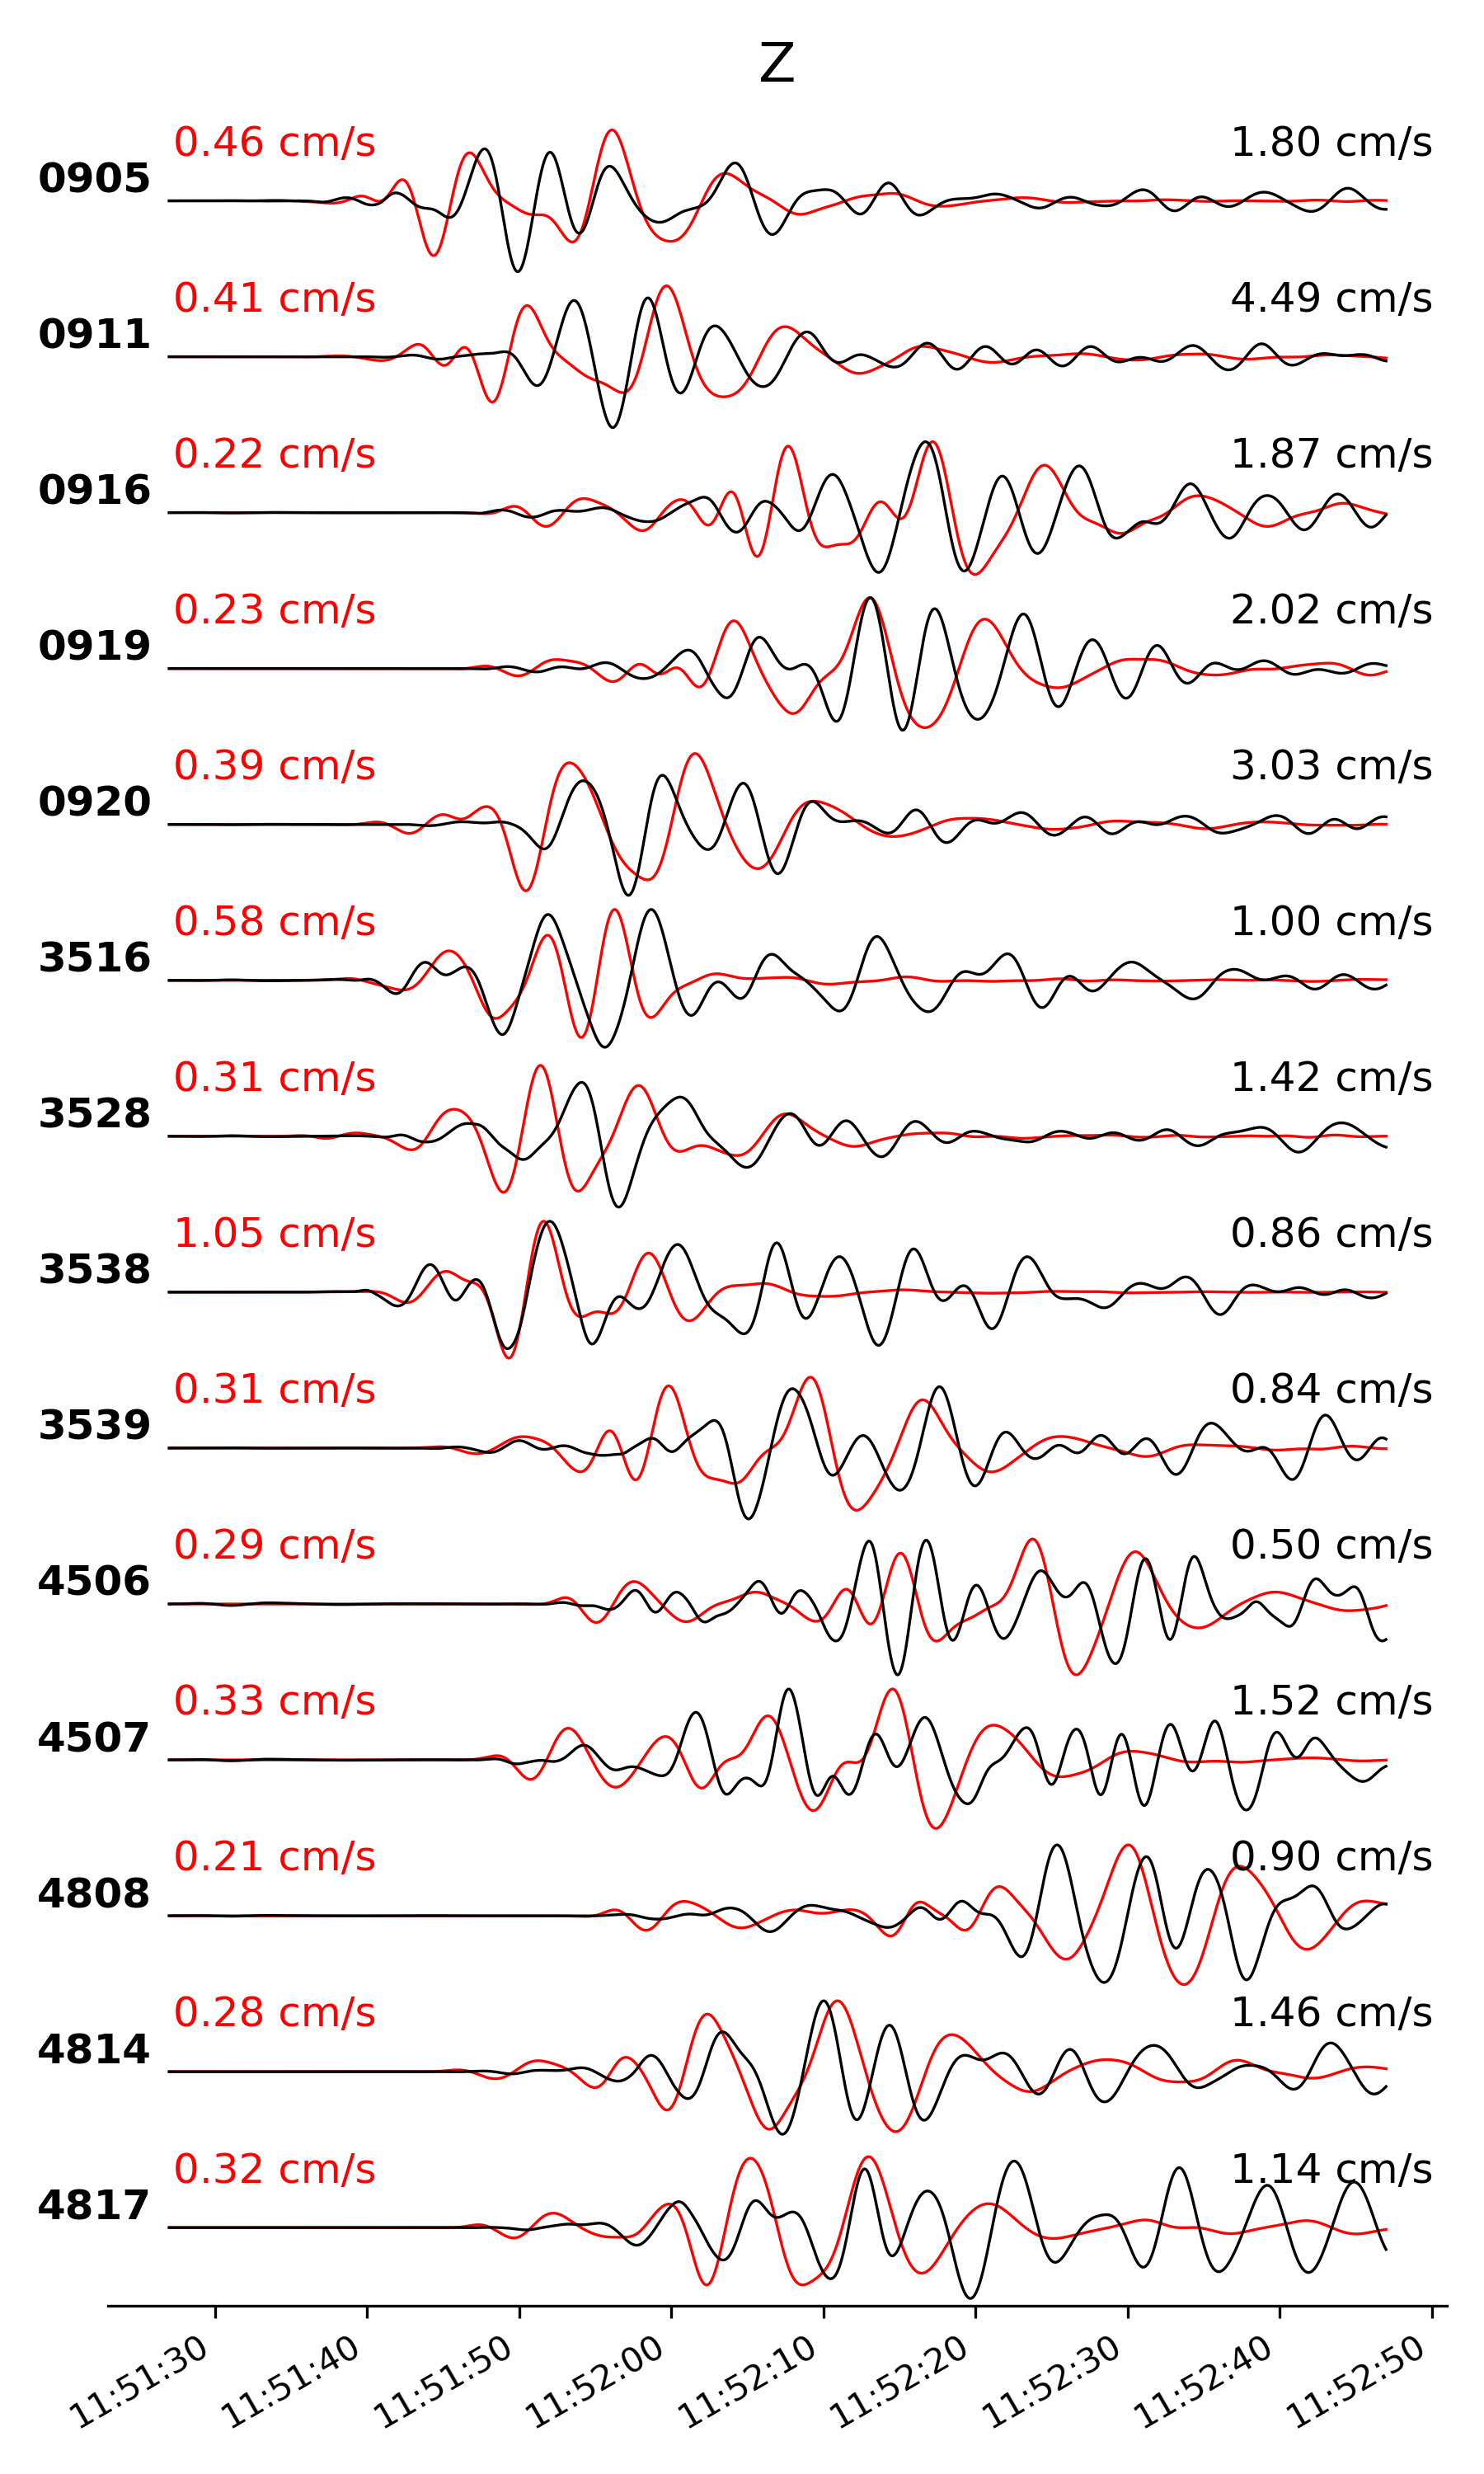 Z
0.46 cm/s 1.80 cm/s
0905
0.41 cm/s 4.49 cm/s
0911
0.22 cm/s 1.87 cm/s
0916
0.23 cm/s 2.02 cm/s
0919
0.39 cm/s 3.03 cm/s
0920
0.58 cm/s 1.00 cm/s
3516
0.31 cm/s 1.42 cm/s
3528
1.05 cm/s 0.86 cm/s
3538
0.31 cm/s 0.84 cm/s
3539
0.29 cm/s 0.50 cm/s
4506
0.33 cm/s 1.52 cm/s
4507
0.21 cm/s 0.90 cm/s
4808
0.28 cm/s 1.46 cm/s
4814
0.32 cm/s 1.14 cm/s
4817
11:51:30 11:51:40 11:51:50 11:52:00 11:52:10 11:52:20 11:52:30 11:52:40 11:52:50